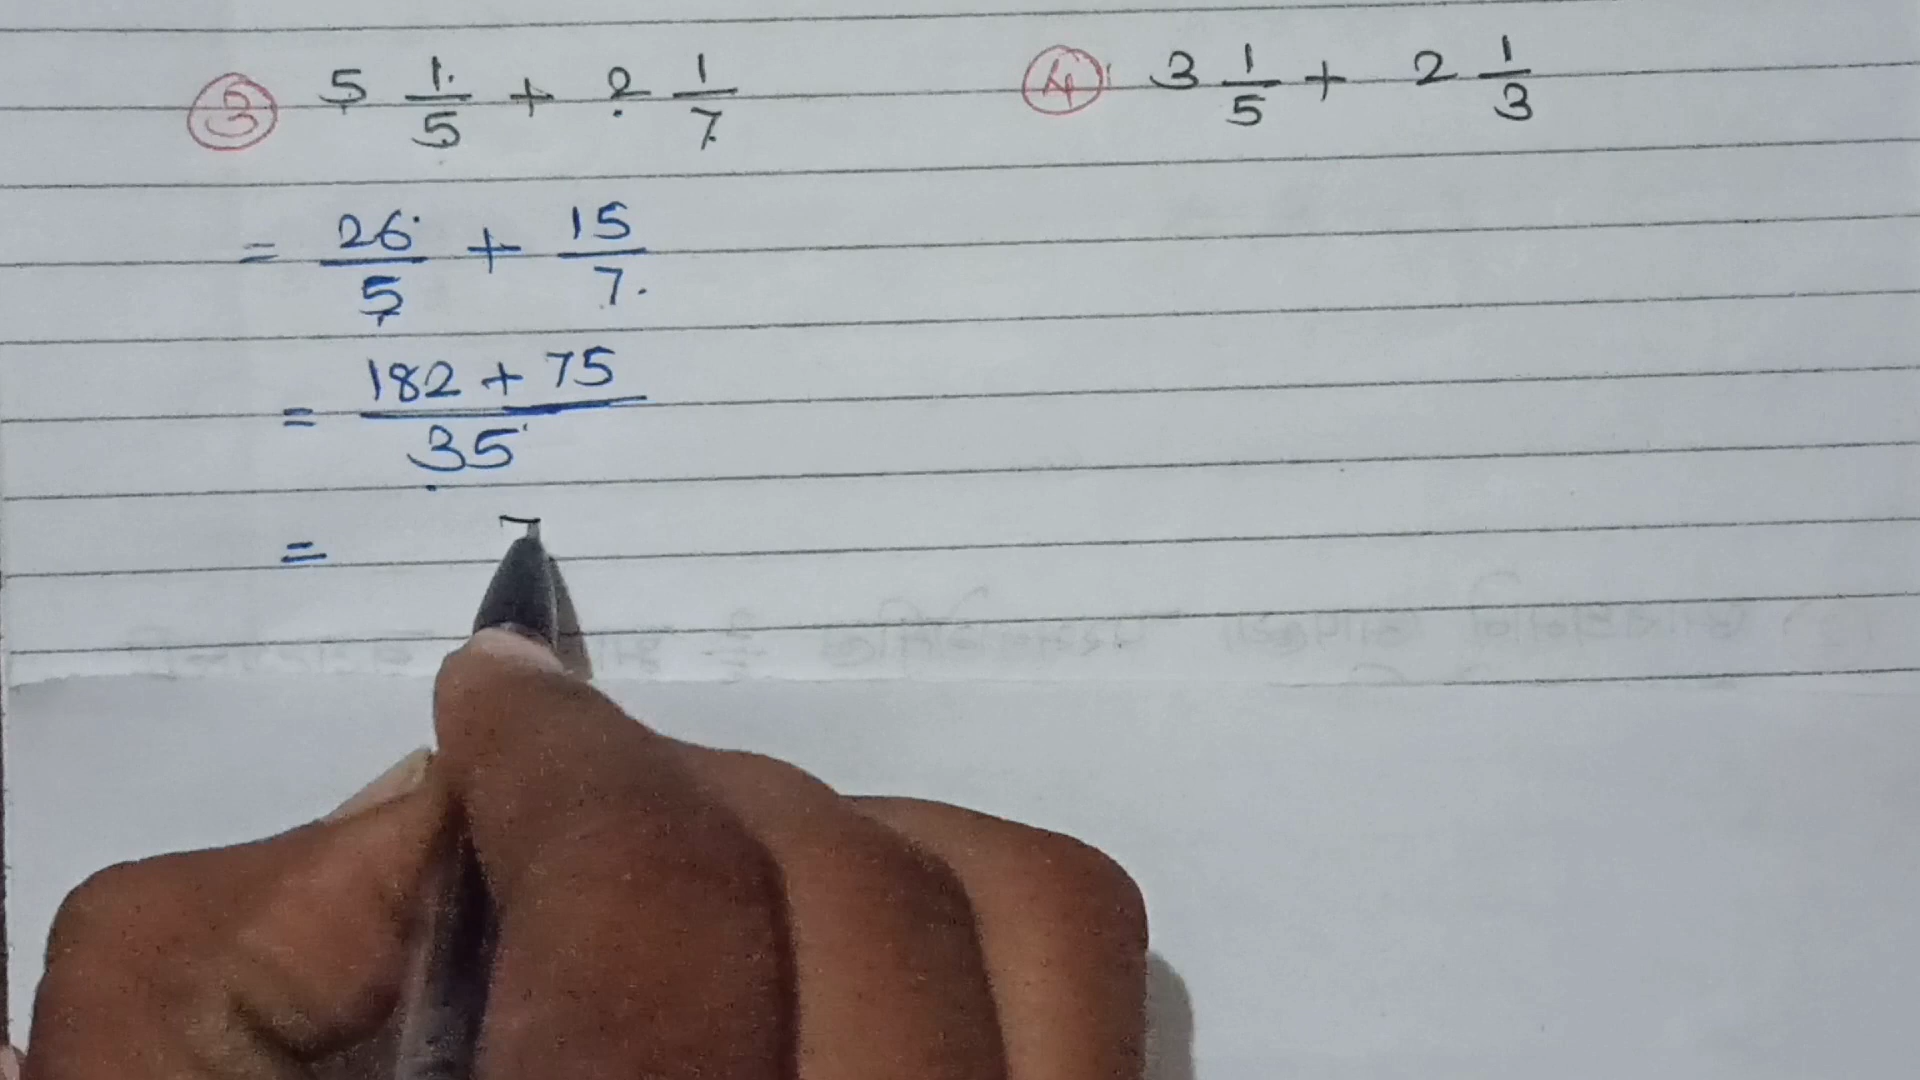 ③ 5 1/5 + 2 1/7
④ 3 1/5 + 2 1/3
= 26/5 + 15/7
= (182 + 75)/35
= 7